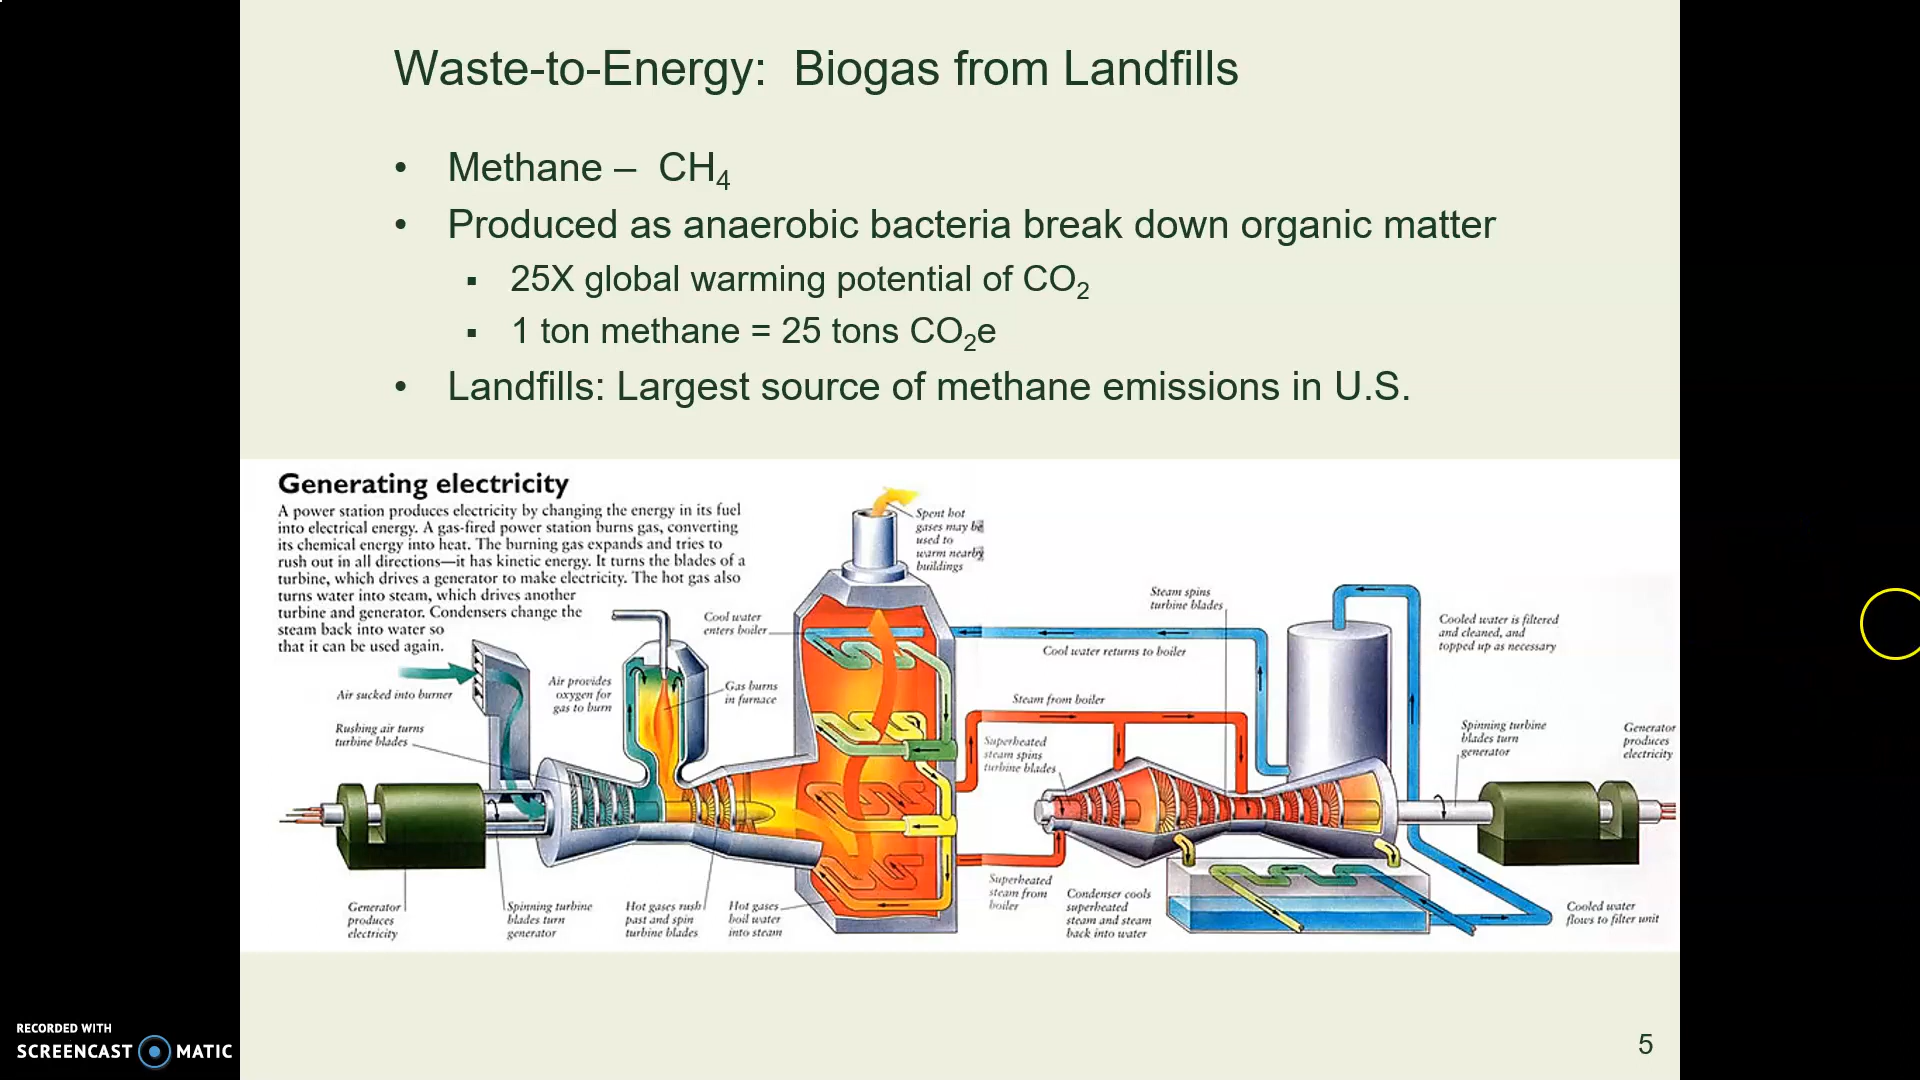 Waste-to-Energy: Biogas from Landfills
• Methane – CH₄
• Produced as anaerobic bacteria break down organic matter
▪ 25X global warming potential of CO₂
▪ 1 ton methane = 25 tons CO₂e
• Landfills: Largest source of methane emissions in U.S.
Generating electricity
A power station produces electricity by changing the energy in its fuel
into electrical energy. A gas-fired power station burns gas, converting
its chemical energy into heat. The burning gas expands and tries to
rush out in all directions—it has kinetic energy. It turns the blades of a
turbine, which drives a generator to make electricity. The hot gas also
turns water into steam, which drives another
turbine and generator. Condensers change the
steam back into water so
that it can be used again.
Spent hot
gases may be
used to
warm nearby
buildings
Cool water
enters boiler
Air sucked into burner
Air provides
oxygen for
gas to burn
Gas burns
in furnace
Rushing air turns
turbine blades
Generator
produces
electricity
Spinning turbine
blades turn
generator
Hot gases rush
past and spin
turbine blades
Hot gases
boil water
into steam
Steam spins
turbine blades
Cool water returns to boiler
Steam from boiler
Superheated
steam spins
turbine blades
Superheated
steam from
boiler
Condenser cools
superheated
steam and steam
back into water
Cooled water is filtered
and cleaned, and
topped up as necessary
Spinning turbine
blades turn
generator
Generator
produces
electricity
Cooled water
flows to filter unit
RECORDED WITH
SCREENCAST MATIC
5